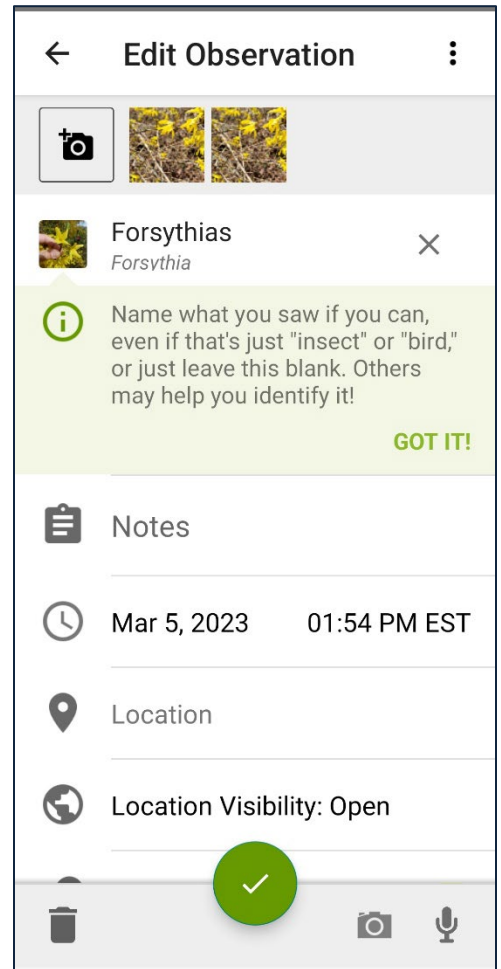 Edit Observation
Forsythias
Forsythia
Name what you saw if you can,
even if that's just "insect" or "bird,"
or just leave this blank. Others
may help you identify it!
GOT IT!
Notes
Mar 5, 2023 01:54 PM EST
Location
Location Visibility: Open